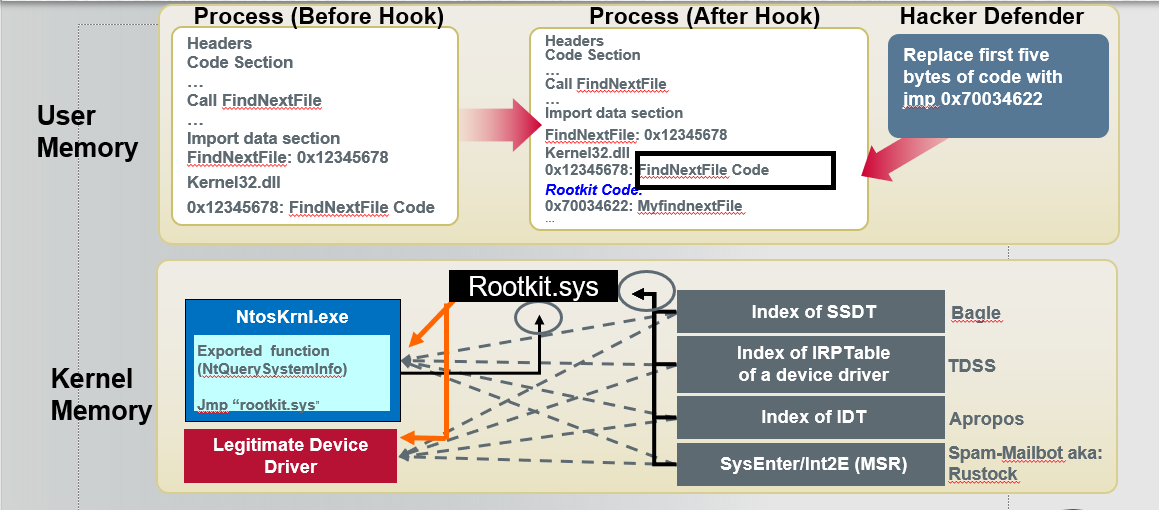 Process (Before Hook)
Headers
Code Section
...
Call FindNextFile
...
Import data section
FindNextFile: 0x12345678
Kernel32.dll
0x12345678: FindNextFile Code
Process (After Hook)
Headers
Code Section
...
Call FindNextFile
...
Import data section
FindNextFile: 0x12345678
Kernel32.dll
0x12345678: FindNextFile Code
Rootkit Code:
0x70034622: MyfindnextFile
...
Hacker Defender
Replace first five
bytes of code with
jmp 0x70034622
User
Memory
Kernel
Memory
Rootkit.sys
NtosKrnl.exe
Exported function
(NtQuerySystemInfo)
Jmp “rootkit.sys”
Legitimate Device
Driver
Index of SSDT
Bagle
Index of IRPTable
of a device driver
TDSS
Index of IDT
Apropos
SysEnter/Int2E (MSR)
Spam-Mailbot aka:
Rustock